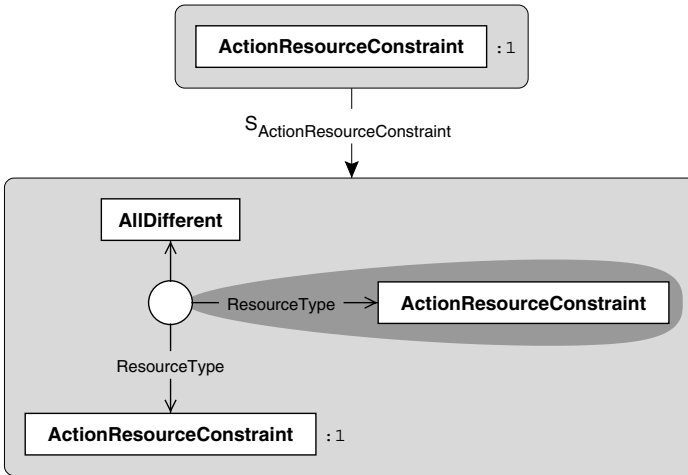 ActionResourceConstraint :1
SActionResourceConstraint
AllDifferent
ResourceType ActionResourceConstraint
ResourceType
ActionResourceConstraint :1